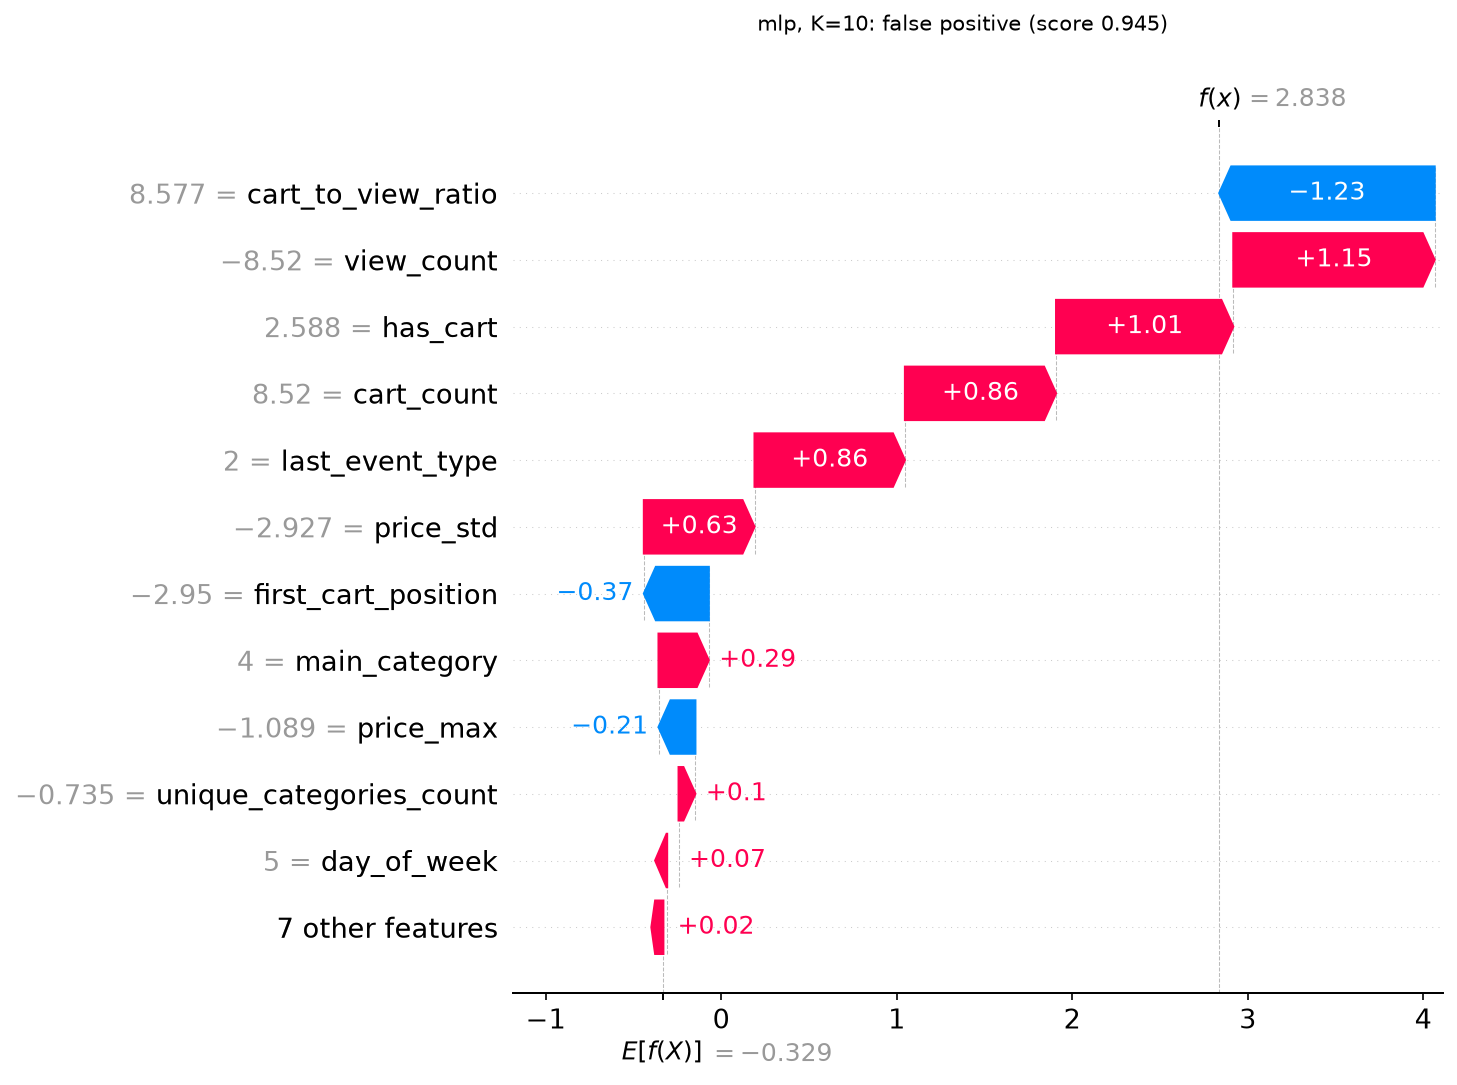 mlp, K=10: false positive (score 0.945)
f(x) = 2.838
8.577 = cart_to_view_ratio −1.23
−8.52 = view_count +1.15
2.588 = has_cart +1.01
8.52 = cart_count +0.86
2 = last_event_type +0.86
−2.927 = price_std +0.63
−2.95 = first_cart_position −0.37
4 = main_category +0.29
−1.089 = price_max −0.21
−0.735 = unique_categories_count +0.1
5 = day_of_week +0.07
7 other features +0.02
−1 0 1 2 3 4
E[f(X)] = −0.329